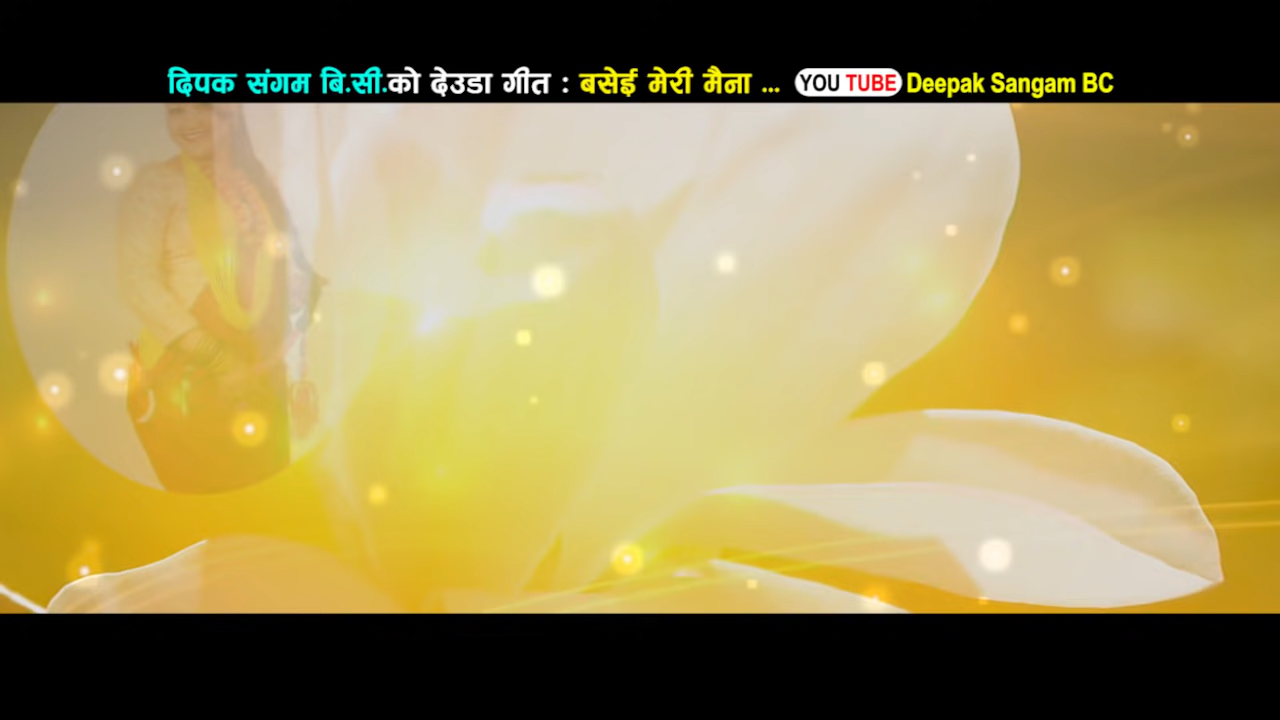 दिपक संगम बि.सी.को देउडा गीत : बसेई मेरी मैना ... YOU TUBE Deepak Sangam BC